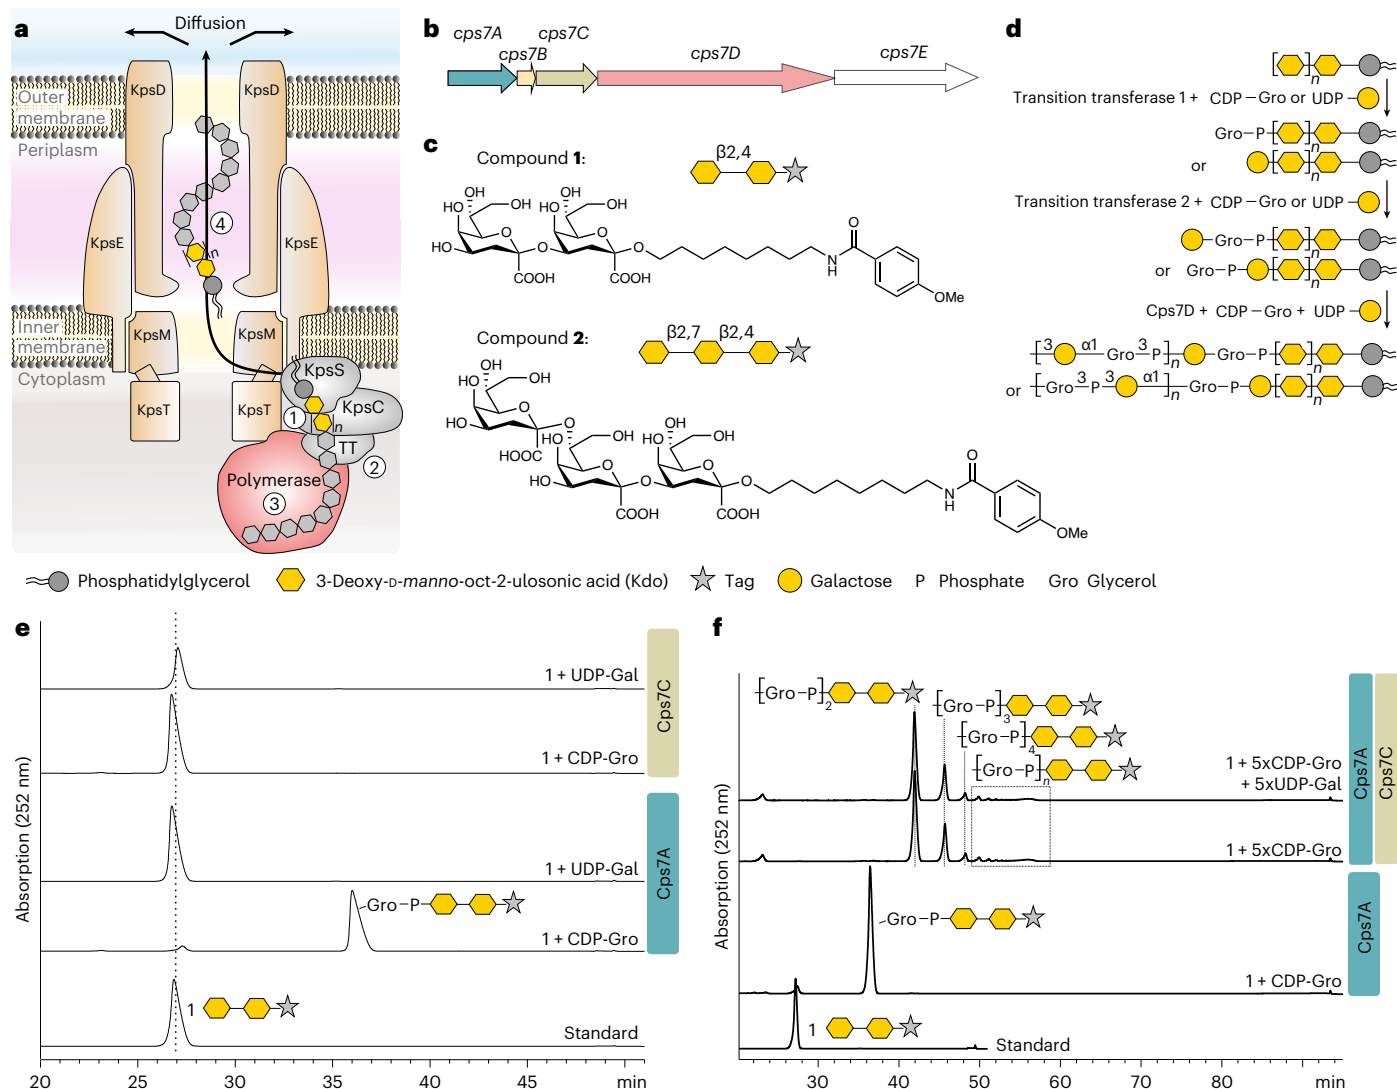 a
Diffusion
KpsD
KpsD
Outer
membrane
Periplasm
KpsE
KpsE
4
n
Inner
membrane
Cytoplasm
KpsM
KpsM
KpsT
KpsT
KpsS
KpsC
1
n
TT
2
Polymerase
3
b
cps7A
cps7B
cps7C
cps7D
cps7E
c
Compound 1:
β2,4
OH
HO
OH
OH
HO
O
COOH
OH
HO
OH
O
O
COOH
O
N
H
O
OMe
Compound 2:
β2,7
β2,4
OH
HO
OH
OH
HO
O
HOOC
O
HO
OH
HO
O
COOH
O
OH
HO
OH
O
COOH
O
N
H
O
OMe
d
[ ]n
Transition transferase 1 + CDP–Gro or UDP–
Gro–P–[ ]n
or [ ]n
Transition transferase 2 + CDP–Gro or UDP–
–Gro–P–[ ]n
or Gro–P–[ ]n
Cps7D + CDP–Gro + UDP–
[3 α1 Gro 3 P]n Gro–P [ ]n
or [Gro 3 P 3 α1]n Gro–P [ ]n
Phosphatidylglycerol
3-Deoxy-D-manno-oct-2-ulosonic acid (Kdo)
Tag
Galactose
P Phosphate
Gro Glycerol
e
Absorption (252 nm)
1 + UDP-Gal
1 + CDP-Gro
Cps7C
1 + UDP-Gal
Gro–P
1 + CDP-Gro
Cps7A
1
Standard
20 25 30 35 40 45 min
f
Absorption (252 nm)
[Gro–P]2
[Gro–P]3
[Gro–P]4
[Gro–P]n
1 + 5xCDP-Gro
+ 5xUDP-Gal
1 + 5xCDP-Gro
Cps7A
Cps7C
Gro–P
1 + CDP-Gro
Cps7A
1
Standard
30 40 50 60 70 80 min